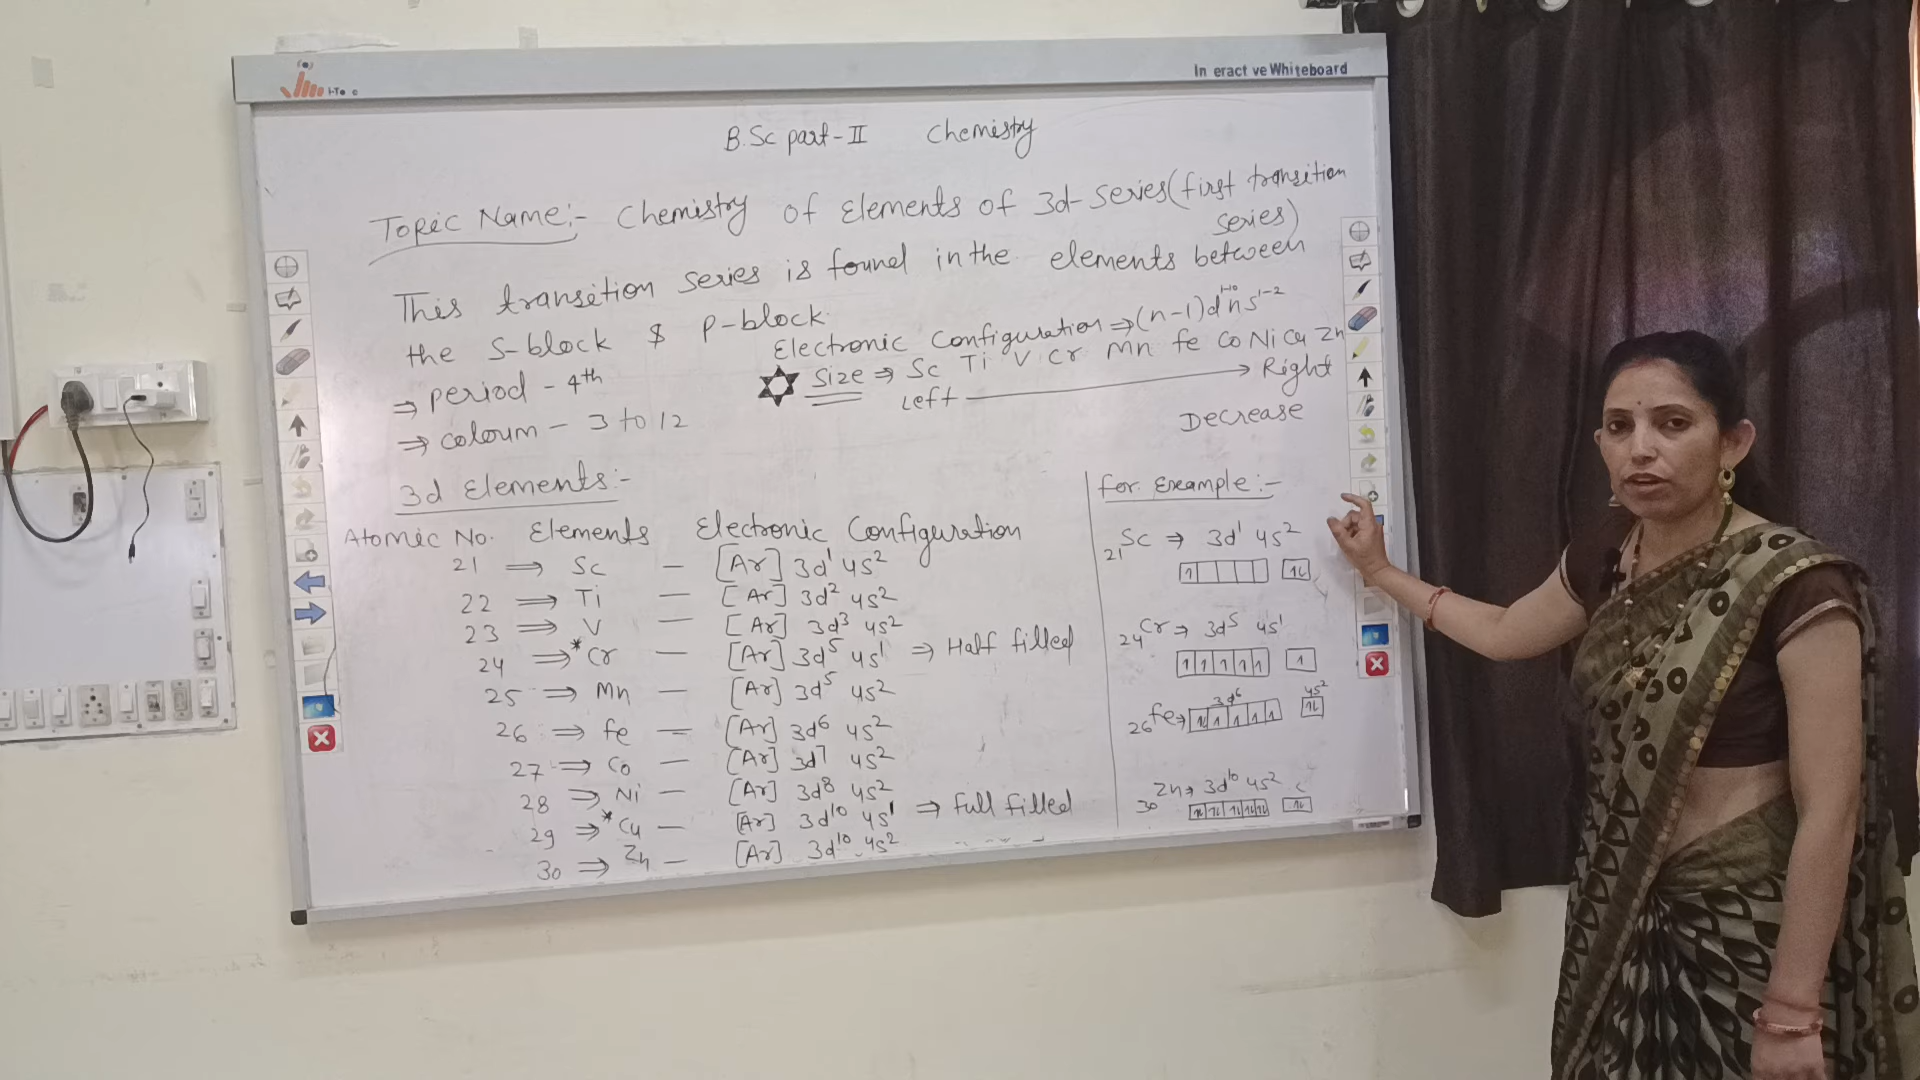 In eract ve Whiteboard
B.Sc part-II Chemistry
Topic Name:- Chemistry of Elements of 3d-series (first transition series)
This transition series is found in the elements between
the S-block & p-block.
⇒ period - 4th
⇒ coloum - 3 to 12
Electronic Configuration ⇒ (n-1)d¹⁻¹⁰ nS¹⁻²
Size ⇒ Sc Ti V Cr Mn fe Co Ni Cu Zn
Left → Right
Decrease
3d Elements:-
Atomic No. Elements Electronic Configuration
21 ⇒ Sc - [Ar] 3d¹ 4s²
22 ⇒ Ti - [Ar] 3d² 4s²
23 ⇒ V - [Ar] 3d³ 4s²
24 ⇒ *Cr - [Ar] 3d⁵ 4s¹ ⇒ Half filled
25 ⇒ Mn - [Ar] 3d⁵ 4s²
26 ⇒ fe - [Ar] 3d⁶ 4s²
27 ⇒ Co - [Ar] 3d⁷ 4s²
28 ⇒ Ni - [Ar] 3d⁸ 4s²
29 ⇒ *Cu - [Ar] 3d¹⁰ 4s¹ ⇒ full filled
30 ⇒ Zn - [Ar] 3d¹⁰ 4s²
for Example:-
₂₁Sc ⇒ 3d¹ 4s²
₂₄Cr ⇒ 3d⁵ 4s¹
₂₆fe ⇒ 3d⁶ 4s²
₃₀Zn ⇒ 3d¹⁰ 4s²